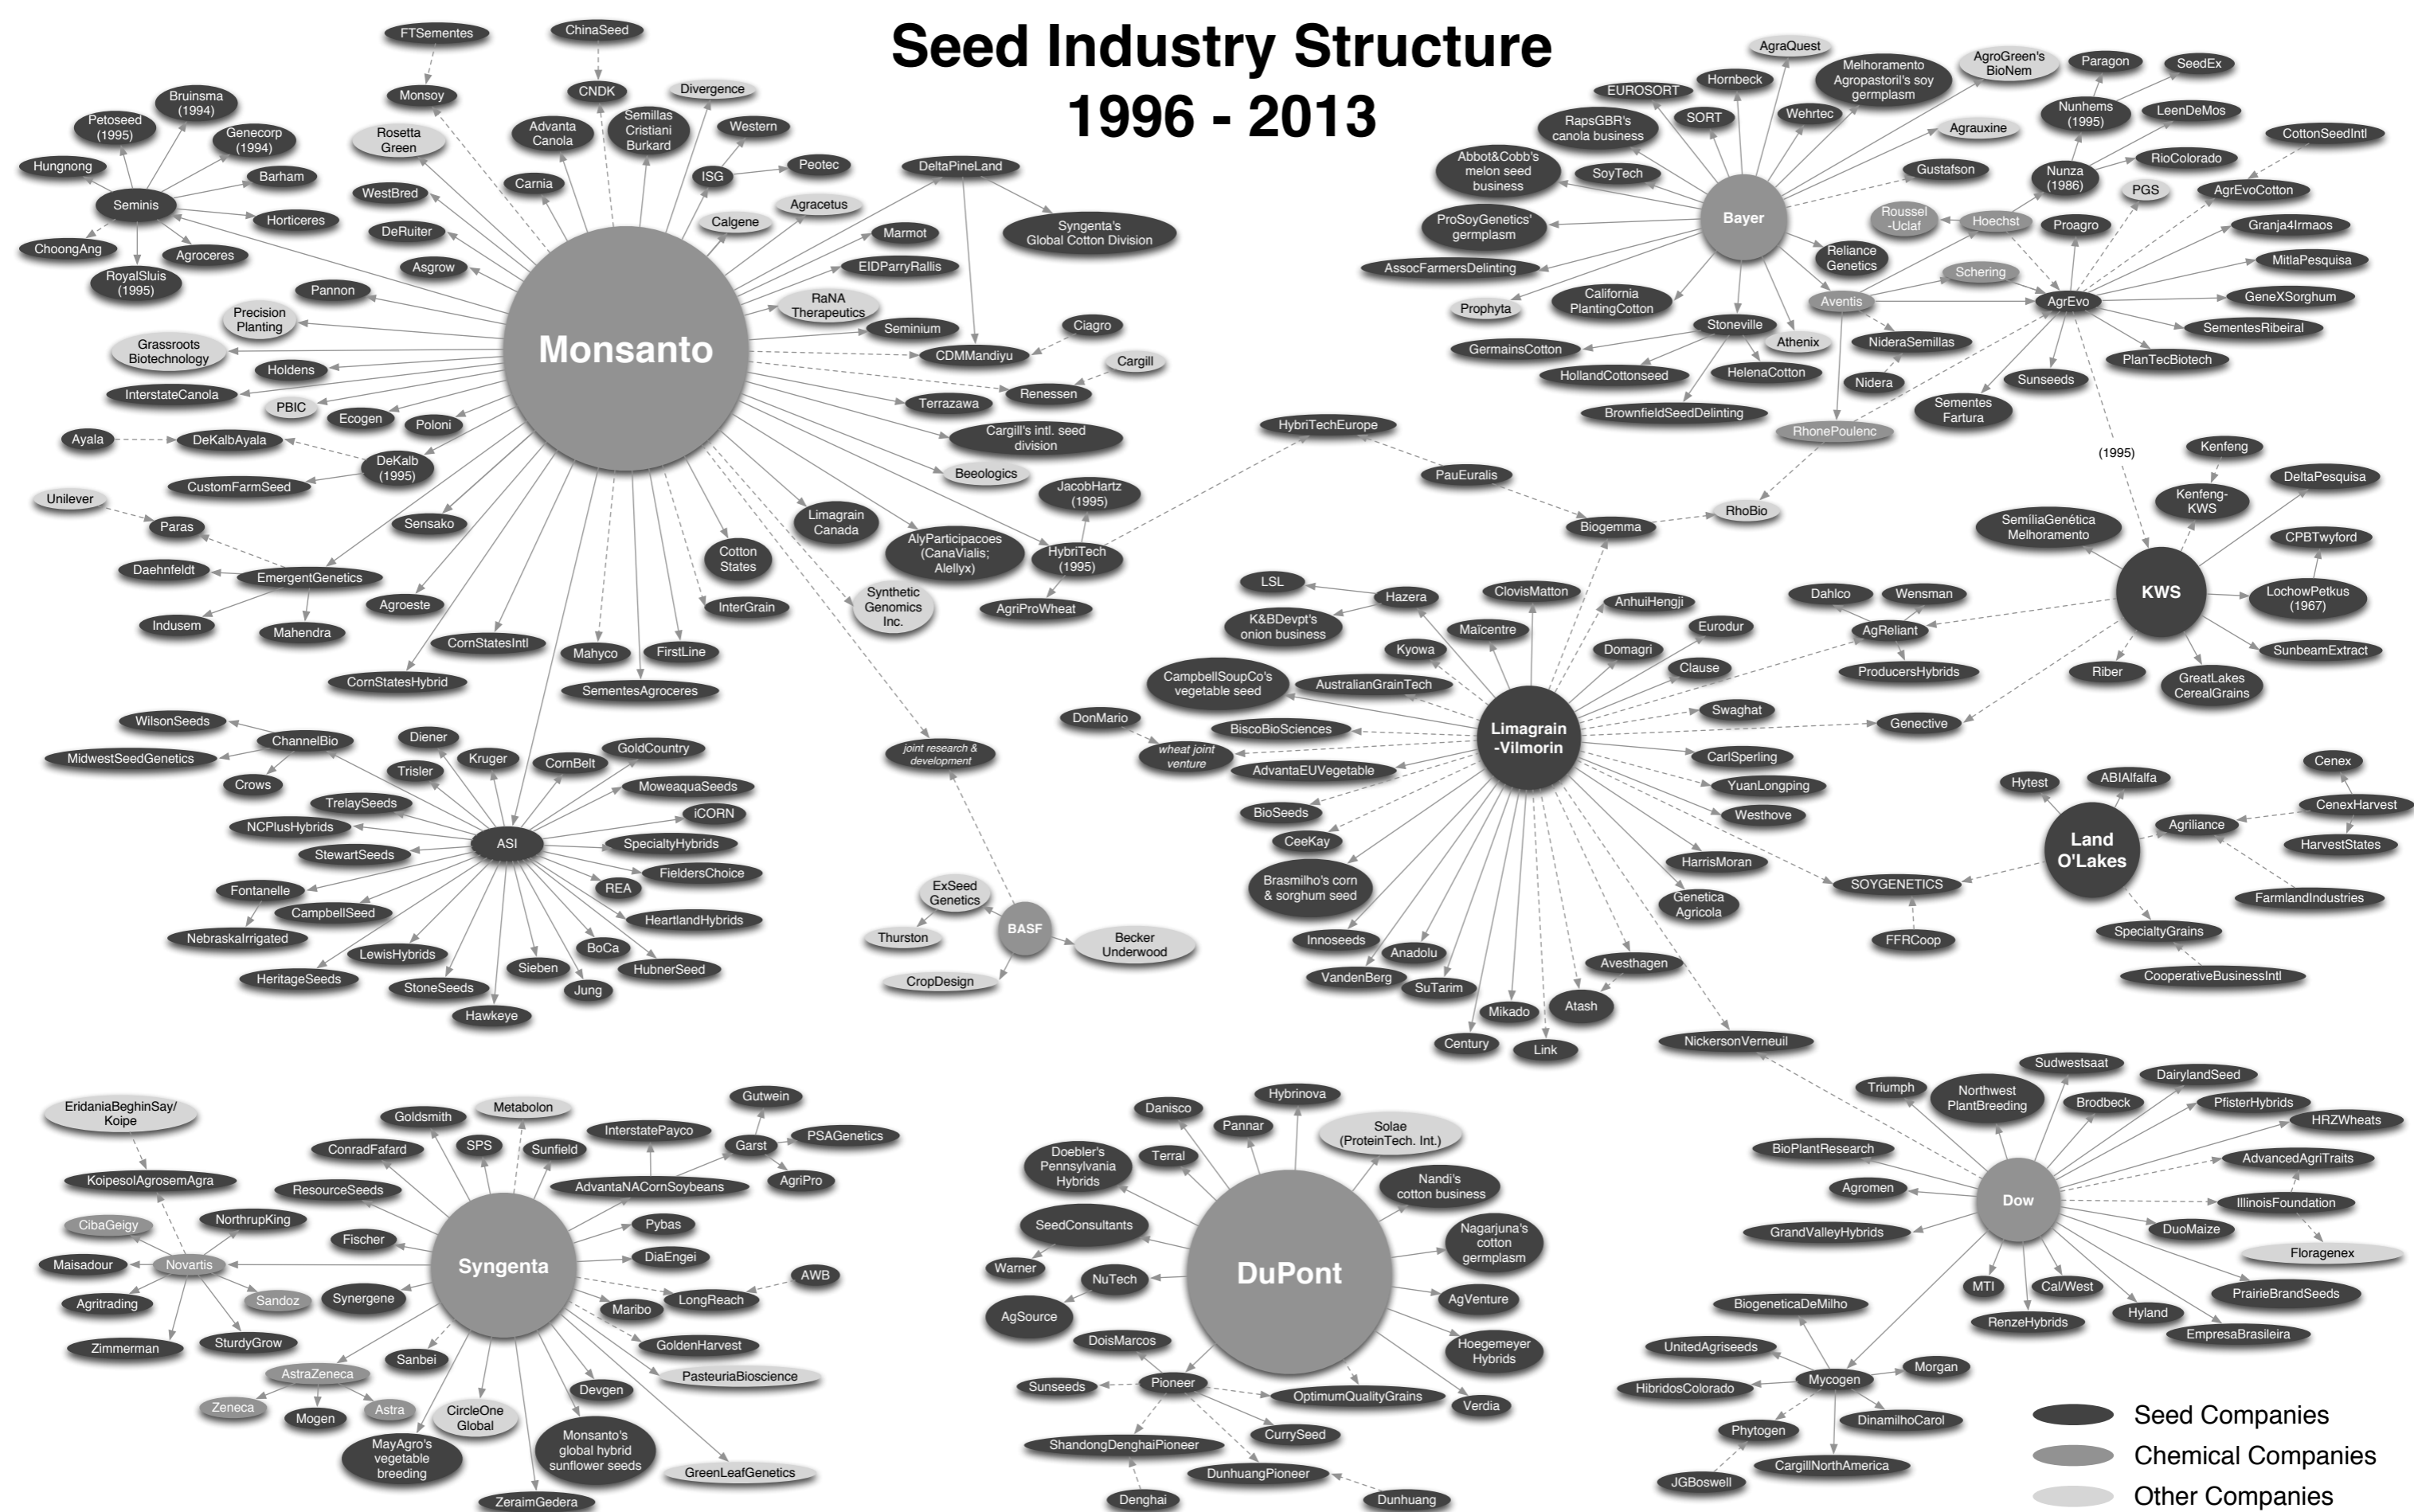 Seed Industry Structure
1996 - 2013
FTSementes
ChinaSeed
Monsoy
CNDK
Divergence
Bruinsma
(1994)
Petoseed
(1995)
Genecorp
(1994)
Rosetta
Green
Advanta
Canola
Semillas
Cristiani
Burkard
Western
Hungnong
Barham
Peotec
ISG
DeltaPineLand
WestBred
Carnia
Seminis
Horticeres
Calgene
Agracetus
Syngenta's
Global Cotton Division
ChoongAng
Agroceres
DeRuiter
Marmot
RoyalSluis
(1995)
Asgrow
EIDParryRallis
Pannon
RaNA
Therapeutics
Precision
Planting
Seminium
Ciagro
Grassroots
Biotechnology
Monsanto
CDMMandiyu
Cargill
Holdens
InterstateCanola
Renessen
PBIC
Ecogen
Poloni
Terrazawa
Ayala
DeKalbAyala
Cargill's intl. seed
division
DeKalb
(1995)
CustomFarmSeed
Beeologics
Unilever
Paras
Sensako
Limagrain
Canada
JacobHartz
(1995)
AlyParticipacoes
(CanaVialis;
Alellyx)
HybriTech
(1995)
Cotton
States
Daehnfeldt
EmergentGenetics
Synthetic
Genomics
Inc.
AgriProWheat
Agroeste
InterGrain
Indusem
Mahendra
CornStatesIntl
Mahyco
FirstLine
CornStatesHybrid
SementesAgroceres
AgraQuest
Melhoramento
Agropastoril's soy
germplasm
AgroGreen's
BioNem
Paragon
SeedEx
EUROSORT
Hornbeck
Nunhems
(1995)
LeenDeMos
RapsGBR's
canola business
SORT
Wehrtec
Agrauxine
CottonSeedIntl
Abbot&Cobb's
melon seed
business
SoyTech
Gustafson
Nunza
(1986)
RioColorado
PGS
AgrEvoCotton
Bayer
ProSoyGenetics'
germplasm
Roussel
-Uclaf
Hoechst
Proagro
Granja4Irmaos
AssocFarmersDelinting
Reliance
Genetics
Schering
MitlaPesquisa
Prophyta
California
PlantingCotton
Aventis
AgrEvo
GeneXSorghum
Stoneville
Athenix
NideraSemillas
SementesRibeiral
GermainsCotton
HollandCottonseed
HelenaCotton
Nidera
Sunseeds
PlanTecBiotech
BrownfieldSeedDelinting
Sementes
Fartura
RhonePoulenc
HybriTechEurope
(1995)
Kenfeng
PauEuralis
DeltaPesquisa
Kenfeng-
KWS
RhoBio
Biogemma
SemíliaGenética
Melhoramento
CPBTwyford
LSL
Hazera
ClovisMatton
AnhuiHengji
Dahlco
Wensman
KWS
LochowPetkus
(1967)
K&BDevpt's
onion business
Maïcentre
Eurodur
AgReliant
Kyowa
Domagri
SunbeamExtract
Clause
ProducersHybrids
Riber
GreatLakes
CerealGrains
CampbellSoupCo's
vegetable seed
AustralianGrainTech
Swaghat
Genective
DonMario
BiscoBioSciences
Limagrain
-Vilmorin
wheat joint
venture
AdvantaEUVegetable
CarlSperling
YuanLongping
BioSeeds
Westhove
CeeKay
HarrisMoran
Brasmilho's corn
& sorghum seed
Genetica
Agricola
SOYGENETICS
FFRCoop
Innoseeds
Anadolu
Avesthagen
VandenBerg
SuTarim
Mikado
Atash
Century
Link
NickersonVerneuil
Hytest
ABIAlfalfa
Cenex
Land
O'Lakes
Agriliance
CenexHarvest
HarvestStates
FarmlandIndustries
SpecialtyGrains
CooperativeBusinessIntl
WilsonSeeds
ChannelBio
Diener
Kruger
CornBelt
GoldCountry
MidwestSeedGenetics
Crows
Trisler
MoweaquaSeeds
TrelaySeeds
iCORN
NCPlusHybrids
StewartSeeds
ASI
SpecialtyHybrids
FieldersChoice
Fontanelle
REA
CampbellSeed
HeartlandHybrids
NebraskaIrrigated
LewisHybrids
BoCa
HeritageSeeds
Sieben
HubnerSeed
StoneSeeds
Jung
Hawkeye
joint research &
development
ExSeed
Genetics
Thurston
BASF
Becker
Underwood
CropDesign
EridaniaBeghinSay/
Koipe
Goldsmith
Metabolon
Gutwein
ConradFafard
SPS
Sunfield
InterstatePayco
Garst
PSAGenetics
KoipesolAgrosemAgra
ResourceSeeds
AdvantaNACornSoybeans
AgriPro
CibaGeigy
NorthrupKing
Fischer
Pybas
Maisadour
Novartis
Syngenta
DiaEngei
AWB
Agritrading
Sandoz
Synergene
Maribo
LongReach
Zimmerman
SturdyGrow
GoldenHarvest
AstraZeneca
Sanbei
PasteuriaBioscience
Zeneca
Mogen
Astra
CircleOne
Global
Devgen
MayAgro's
vegetable
breeding
Monsanto's
global hybrid
sunflower seeds
GreenLeafGenetics
ZeraimGedera
Danisco
Hybrinova
Pannar
Solae
(ProteinTech. Int.)
Doebler's
Pennsylvania
Hybrids
Terral
Nandi's
cotton business
SeedConsultants
Nagarjuna's
cotton
germplasm
Warner
DuPont
NuTech
AgVenture
AgSource
DoisMarcos
Hoegemeyer
Hybrids
Sunseeds
Pioneer
OptimumQualityGrains
Verdia
CurrySeed
ShandongDenghaiPioneer
DunhuangPioneer
Denghai
Dunhuang
Sudwestsaat
Triumph
Northwest
PlantBreeding
Brodbeck
DairylandSeed
PfisterHybrids
HRZWheats
BioPlantResearch
AdvancedAgriTraits
Agromen
Dow
IllinoisFoundation
GrandValleyHybrids
DuoMaize
Floragenex
MTI
Cal/West
PrairieBrandSeeds
BiogeneticaDeMilho
RenzeHybrids
Hyland
EmpresaBrasileira
UnitedAgriseeds
Morgan
HibridosColorado
Mycogen
Phytogen
DinamilhoCarol
JGBoswell
CargillNorthAmerica
Seed Companies
Chemical Companies
Other Companies